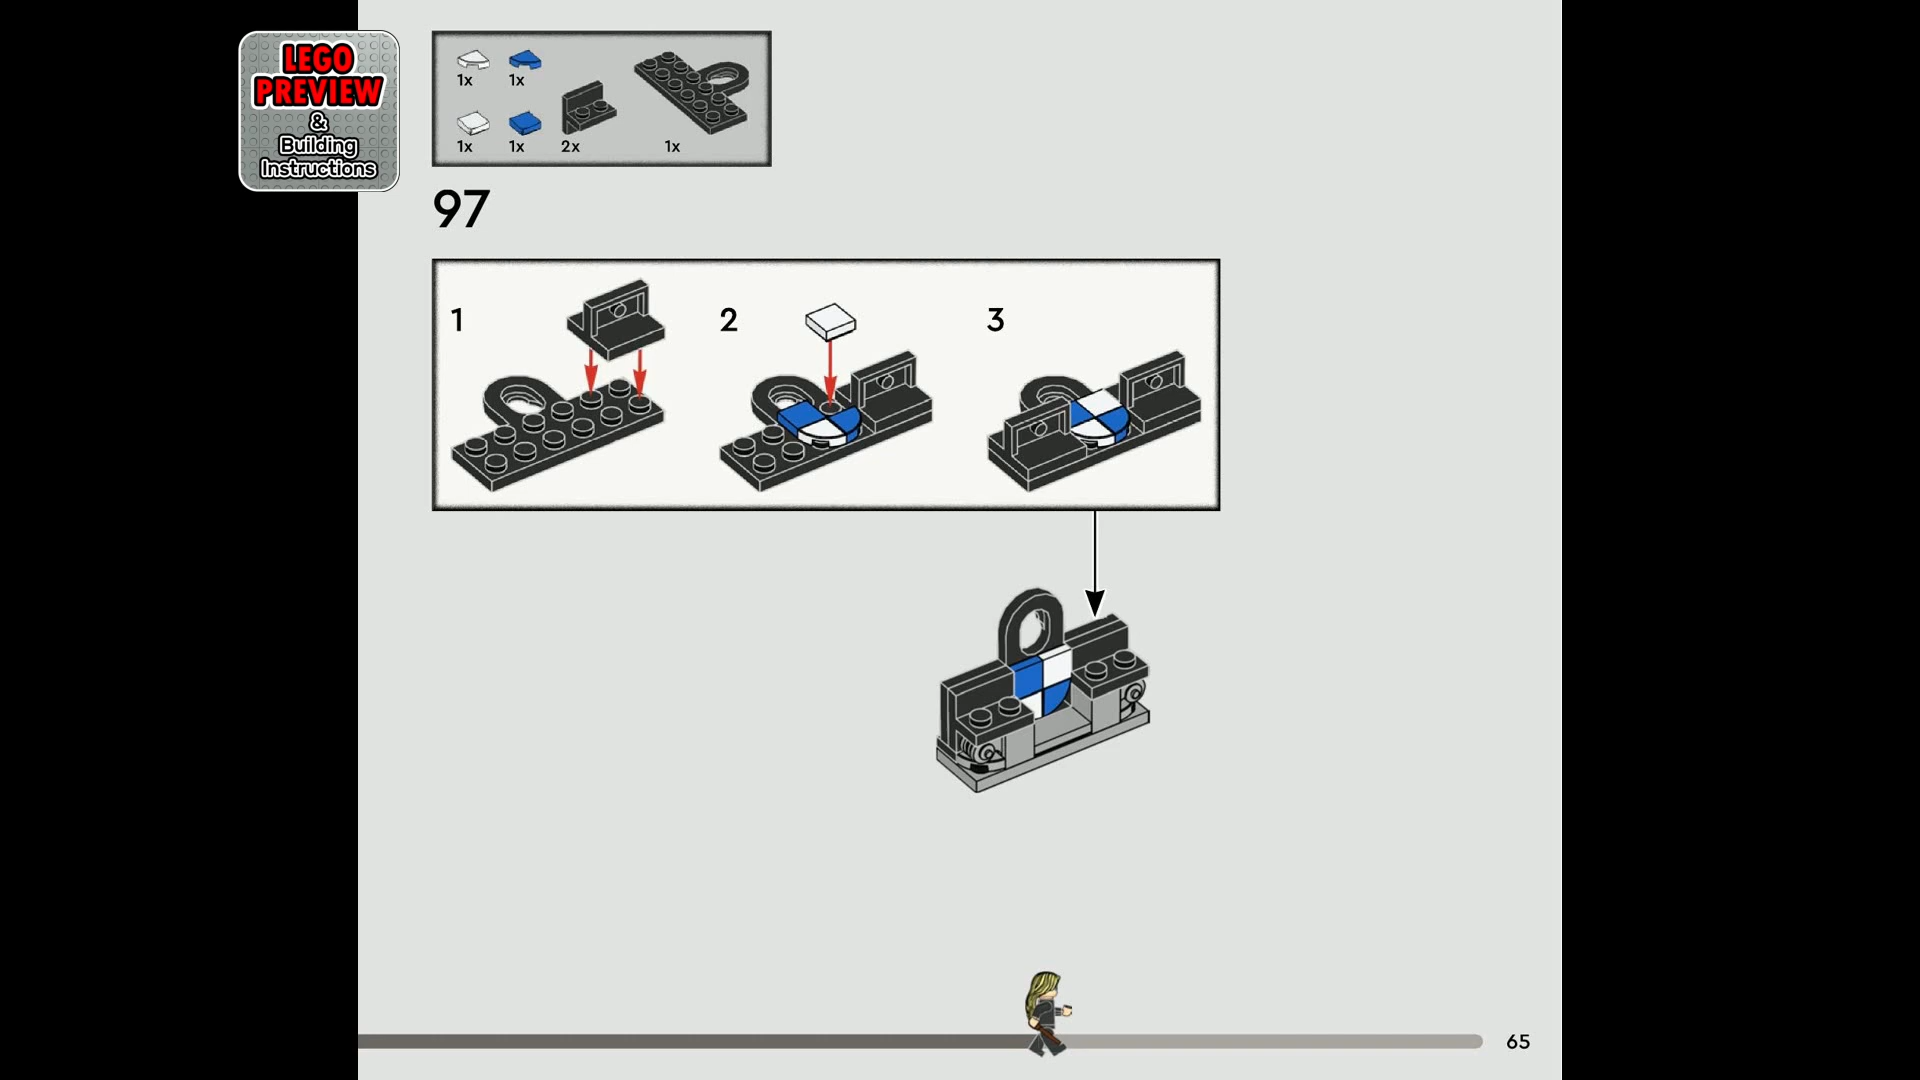 LEGO
PREVIEW
&
Building
Instructions
1x 1x
1x 1x 2x 1x
97
1 2 3
65